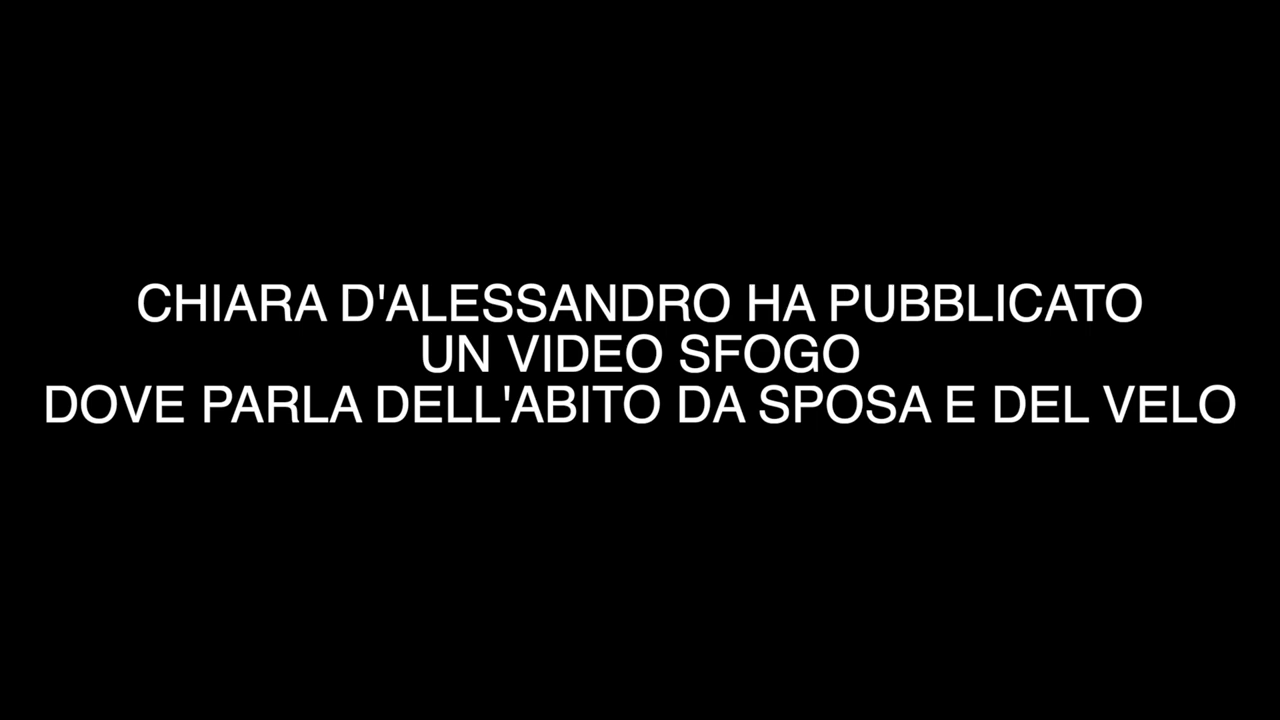 CHIARA D'ALESSANDRO HA PUBBLICATO
UN VIDEO SFOGO
DOVE PARLA DELL'ABITO DA SPOSA E DEL VELO